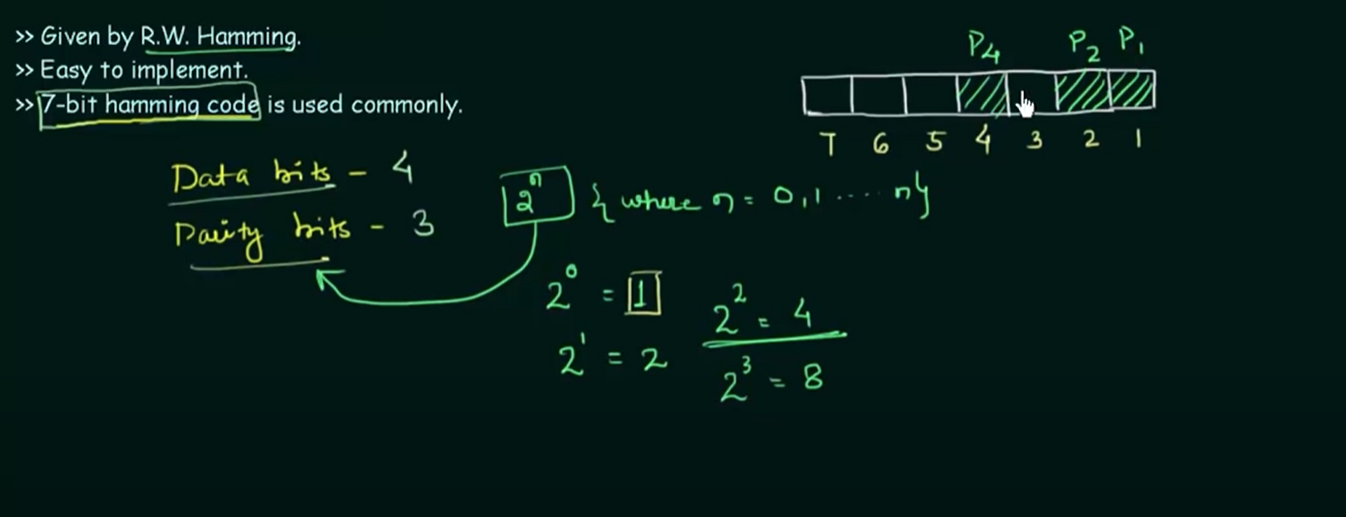 >> Given by R.W. Hamming.
>> Easy to implement.
>> 7-bit hamming code is used commonly.
P4 P2 P1
7 6 5 4 3 2 1
Data bits - 4
Parity bits - 3
2^n { where n = 0, 1 ..... n}
2^0 = 1
2^1 = 2
2^2 = 4
2^3 = 8